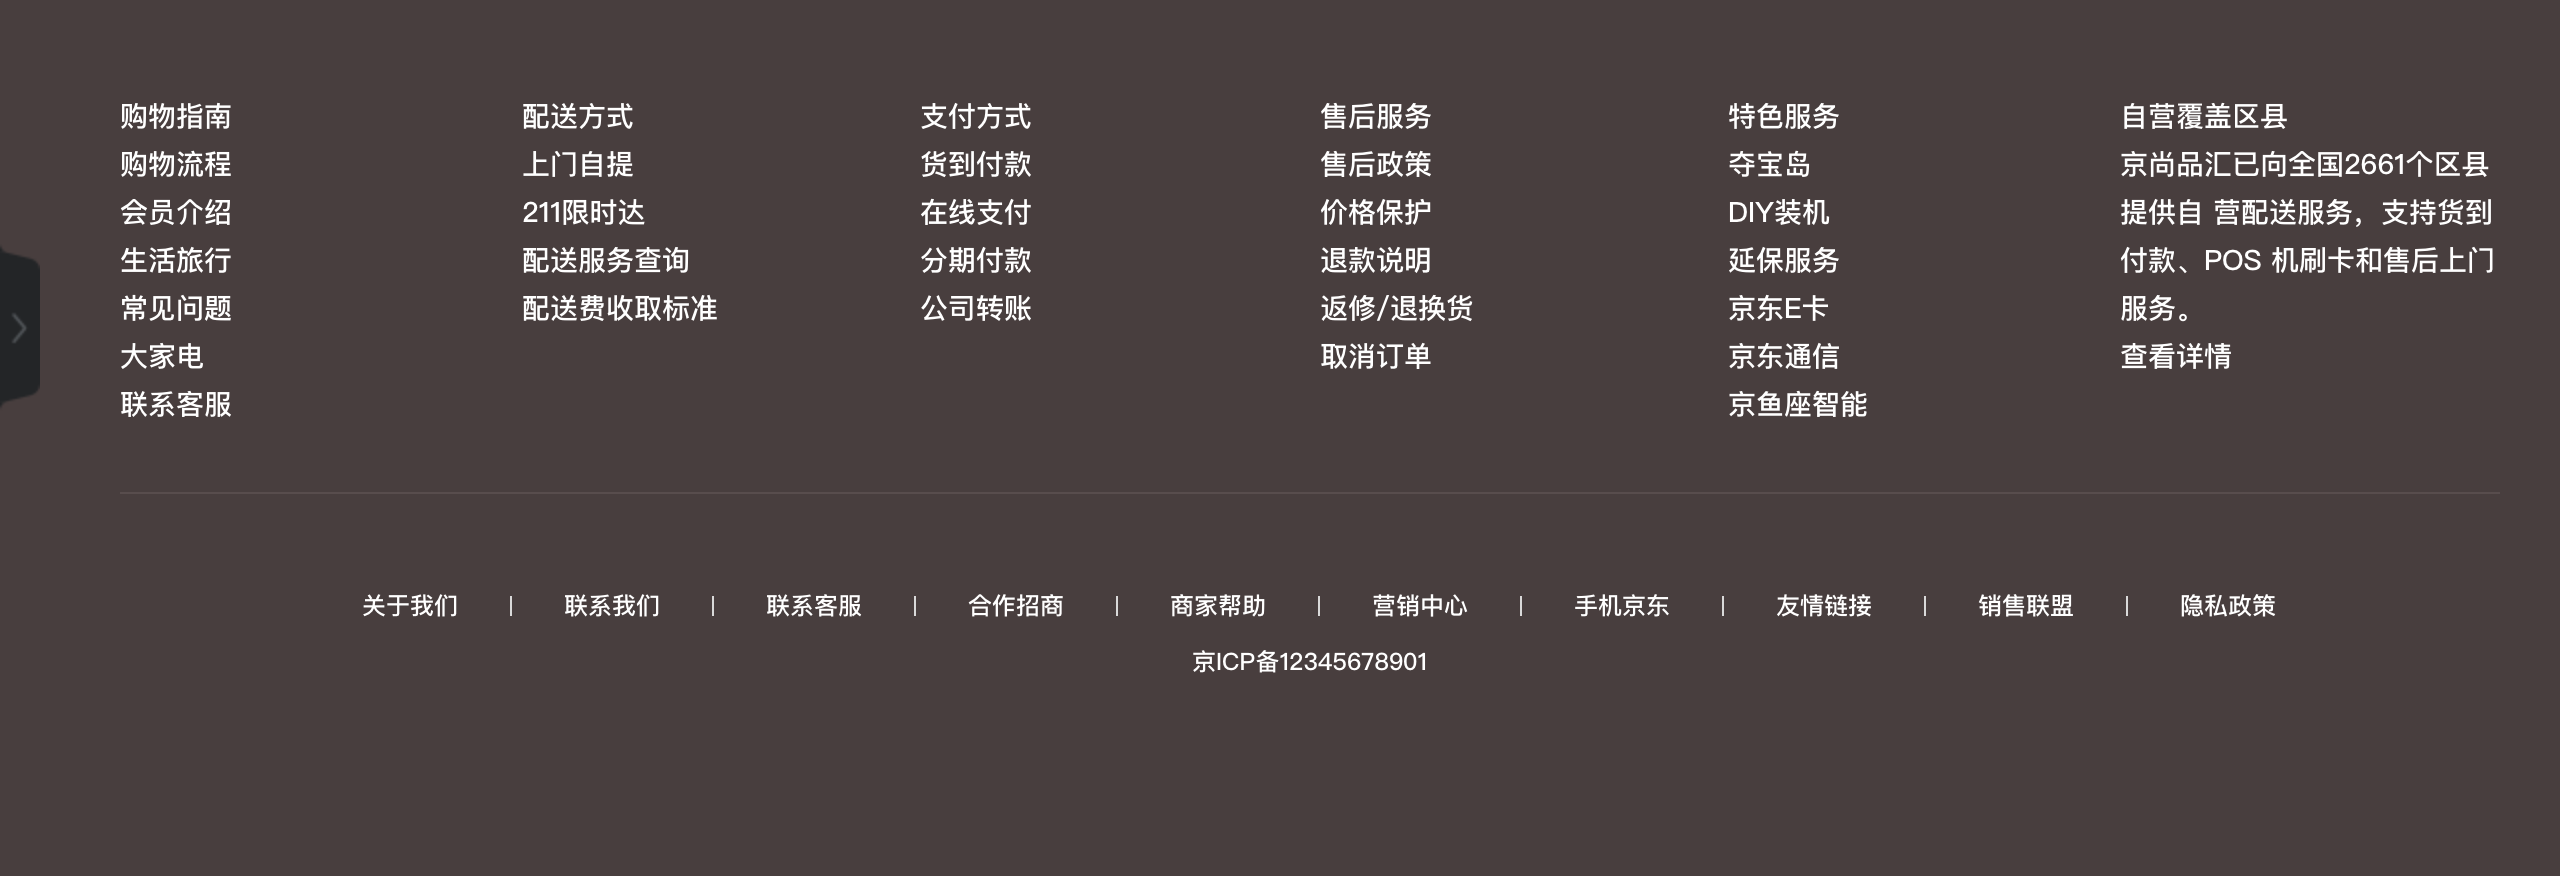 购物指南
购物流程
会员介绍
生活旅行
常见问题
大家电
联系客服
配送方式
上门自提
211限时达
配送服务查询
配送费收取标准
支付方式
货到付款
在线支付
分期付款
公司转账
售后服务
售后政策
价格保护
退款说明
返修/退换货
取消订单
特色服务
夺宝岛
DIY装机
延保服务
京东E卡
京东通信
京鱼座智能
自营覆盖区县
京尚品汇已向全国2661个区县
提供自 营配送服务，支持货到
付款、POS 机刷卡和售后上门
服务。
查看详情
关于我们 | 联系我们 | 联系客服 | 合作招商 | 商家帮助 | 营销中心 | 手机京东 | 友情链接 | 销售联盟 | 隐私政策
京ICP备12345678901